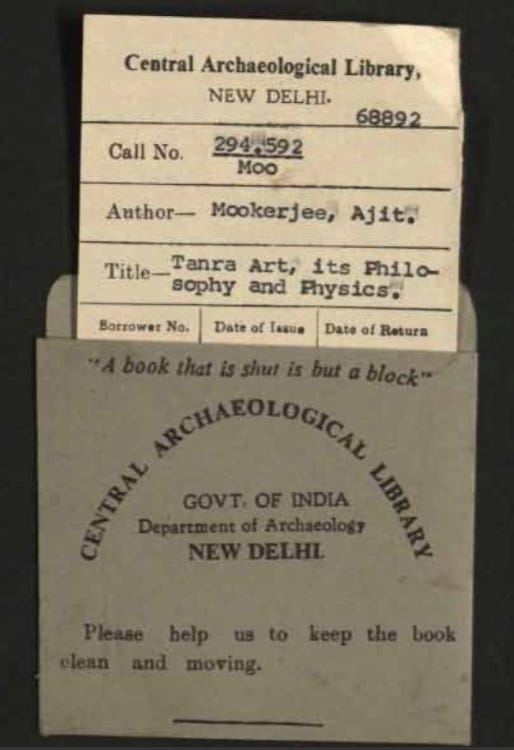 Central Archaeological Library,
NEW DELHI.
68892
Call No. 294.592
Moo
Author— Mookerjee, Ajit.
Title— Tanra Art, its Philo-
sophy and Physics.
Borrower No. Date of Issue Date of Return
"A book that is shut is but a block"
CENTRAL ARCHAEOLOGICAL LIBRARY
GOVT. OF INDIA
Department of Archaeology
NEW DELHI.
Please help us to keep the book
clean and moving.